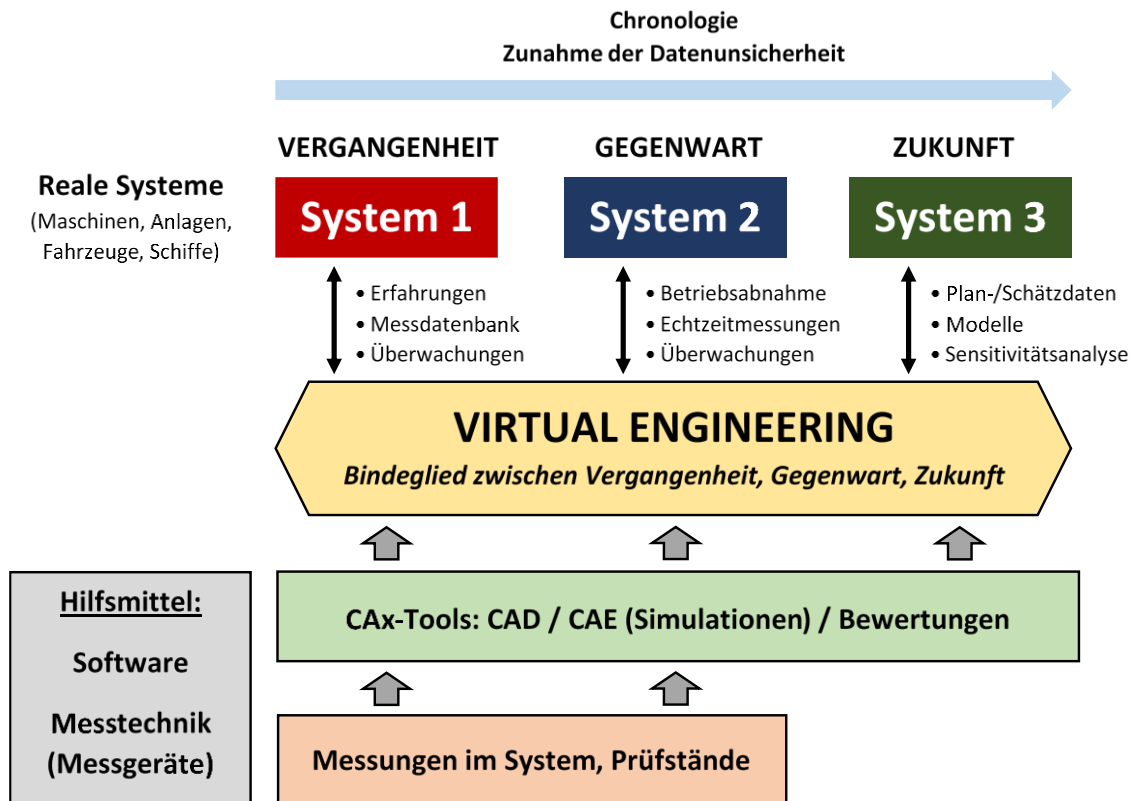 Chronologie
Zunahme der Datenunsicherheit
VERGANGENHEIT
GEGENWART
ZUKUNFT
Reale Systeme
(Maschinen, Anlagen,
Fahrzeuge, Schiffe)
System 1
System 2
System 3
• Erfahrungen
• Messdatenbank
• Überwachungen
• Betriebsabnahme
• Echtzeitmessungen
• Überwachungen
• Plan-/Schätzdaten
• Modelle
• Sensitivitätsanalyse
VIRTUAL ENGINEERING
Bindeglied zwischen Vergangenheit, Gegenwart, Zukunft
Hilfsmittel:
Software
Messtechnik
(Messgeräte)
CAx-Tools: CAD / CAE (Simulationen) / Bewertungen
Messungen im System, Prüfstände